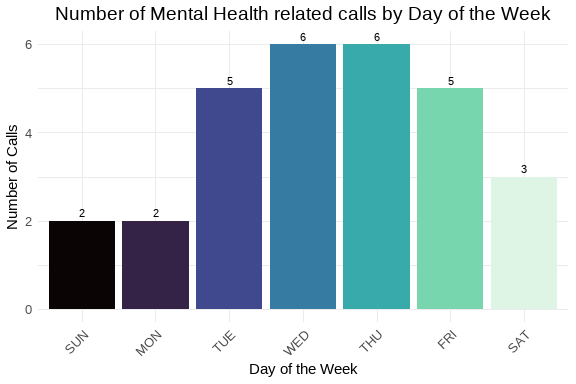 Number of Mental Health related calls by Day of the Week
Number of Calls
6
4
2
0
2
2
5
6
6
5
3
SUN
MON
TUE
WED
THU
FRI
SAT
Day of the Week